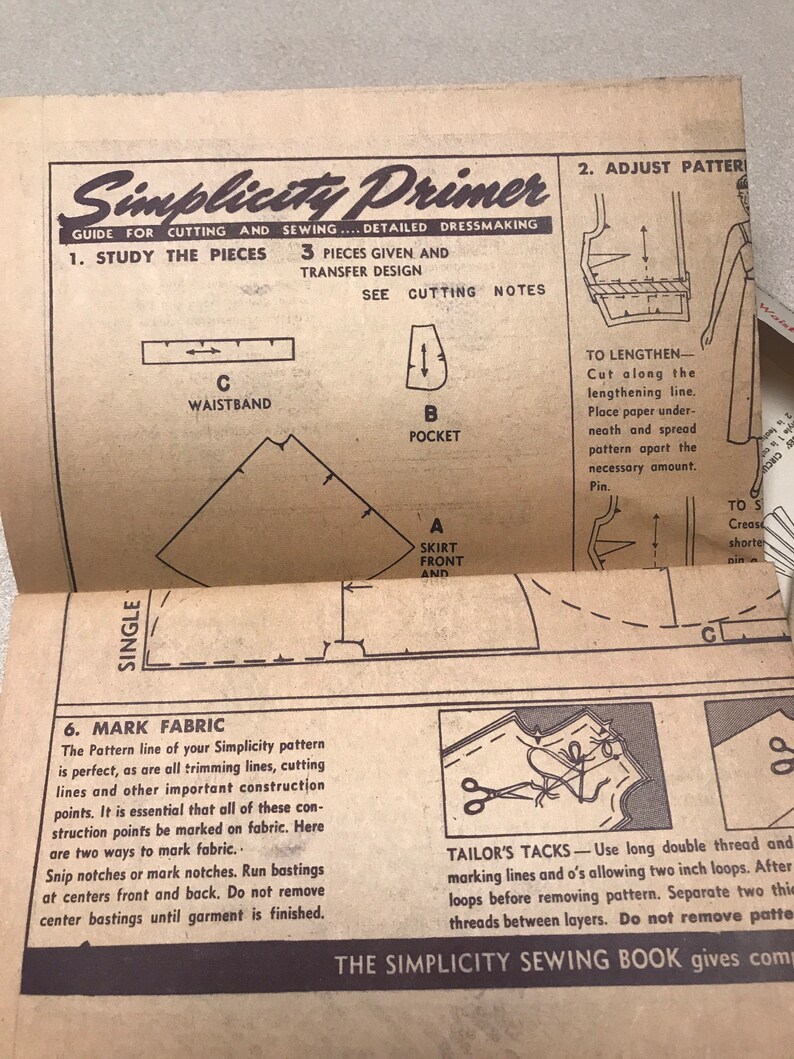 Simplicity Primer
GUIDE FOR CUTTING AND SEWING....DETAILED DRESSMAKING
1. STUDY THE PIECES
3 PIECES GIVEN AND
TRANSFER DESIGN
SEE CUTTING NOTES
C
WAISTBAND
B
POCKET
A
SKIRT
FRONT
AND
2. ADJUST PATTER
TO LENGTHEN—
Cut along the
lengthening line.
Place paper under-
neath and spread
pattern apart the
necessary amount.
Pin.
TO S
Creas
shorte
pin a
SINGLE
C
6. MARK FABRIC
The Pattern line of your Simplicity pattern
is perfect, as are all trimming lines, cutting
lines and other important construction
points. It is essential that all of these con-
struction points be marked on fabric. Here
are two ways to mark fabric.
Snip notches or mark notches. Run bastings
at centers front and back. Do not remove
center bastings until garment is finished.
TAILOR'S TACKS — Use long double thread and
marking lines and o's allowing two inch loops. After
loops before removing pattern. Separate two thi
threads between layers. Do not remove patte
THE SIMPLICITY SEWING BOOK gives com